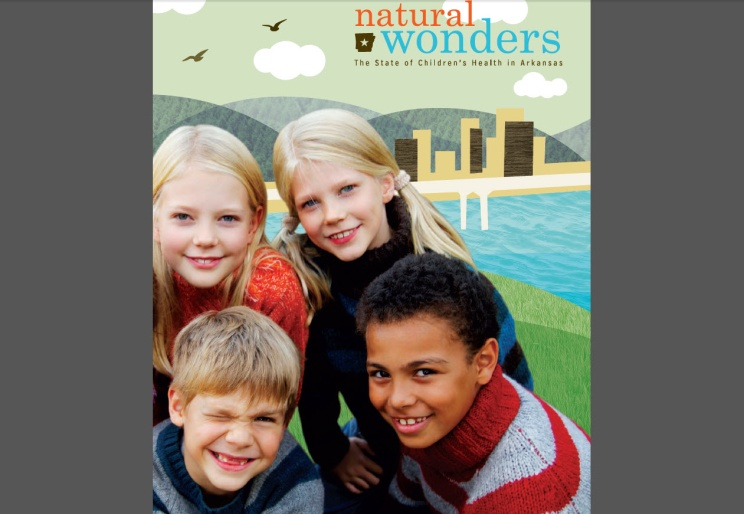 natural
wonders
The State of Children's Health in Arkansas